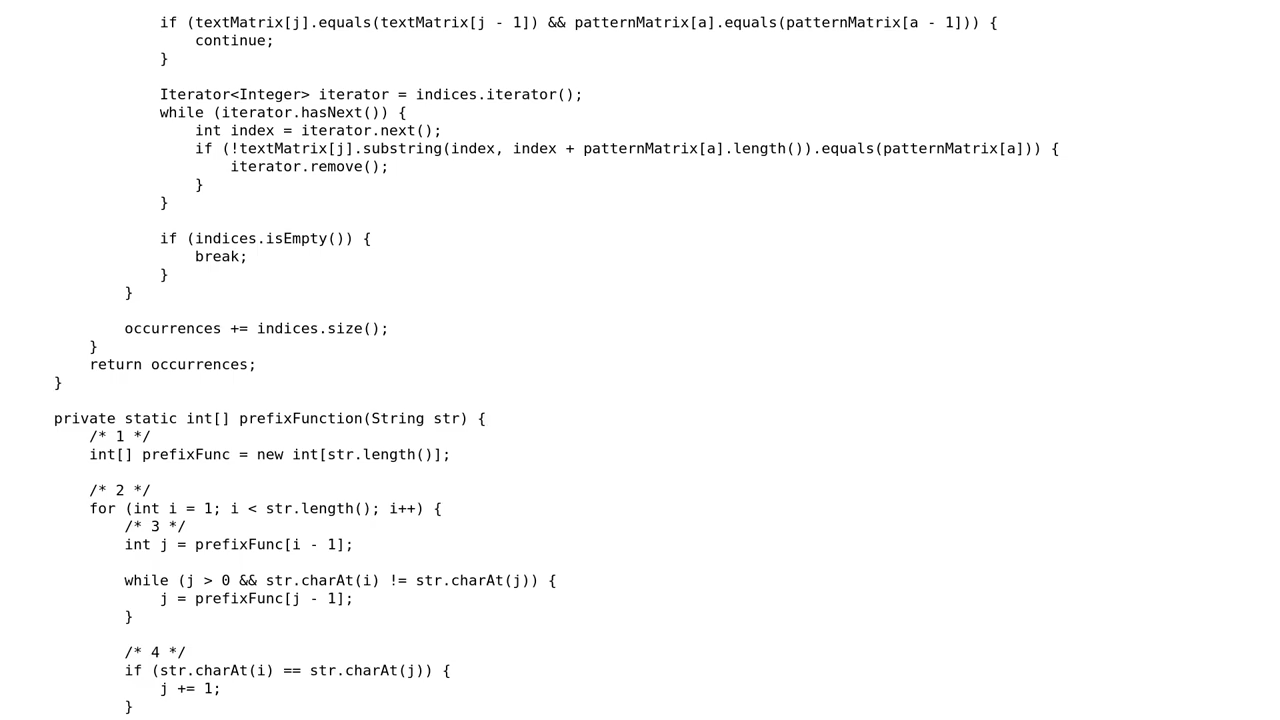 if (textMatrix[j].equals(textMatrix[j - 1]) && patternMatrix[a].equals(patternMatrix[a - 1])) {
                continue;
            }

            Iterator<Integer> iterator = indices.iterator();
            while (iterator.hasNext()) {
                int index = iterator.next();
                if (!textMatrix[j].substring(index, index + patternMatrix[a].length()).equals(patternMatrix[a])) {
                    iterator.remove();
                }
            }

            if (indices.isEmpty()) {
                break;
            }
        }

        occurrences += indices.size();
    }
    return occurrences;
}

private static int[] prefixFunction(String str) {
    /* 1 */
    int[] prefixFunc = new int[str.length()];

    /* 2 */
    for (int i = 1; i < str.length(); i++) {
        /* 3 */
        int j = prefixFunc[i - 1];

        while (j > 0 && str.charAt(i) != str.charAt(j)) {
            j = prefixFunc[j - 1];
        }

        /* 4 */
        if (str.charAt(i) == str.charAt(j)) {
            j += 1;
        }